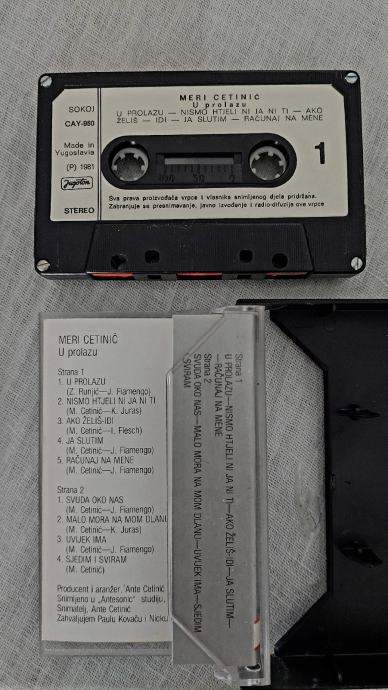 SOKOJ
CAY-980
Made in
Yugoslavia
(P) 1981
Jugoton
STEREO
MERI CETINIĆ
U prolazu
U PROLAZU — NISMO HTJELI NI JA NI TI — AKO
ŽELIŠ — IDI — JA SLUTIM — RAČUNAJ NA MENE
100 50 0
1
Sva prava proizvođača vrpce i vlasnika snimljenog djela pridržana.
Zabranjuje se presnimavanje, javno izvođenje i radio-difuzija ove vrpce
MERI CETINIĆ
U prolazu
Strana 1
1. U PROLAZU
(Z. Runjić—J. Fiamengo)
2. NISMO HTJELI NI JA NI TI
(M. Cetinić—K. Juras)
3. AKO ŽELIŠ-IDI
(M. Cetinić—I. Flesch)
4. JA SLUTIM
(M. Cetinić—J. Fiamengo)
5. RAČUNAJ NA MENE
(M. Cetinić—J. Fiamengo)
Strana 2
1. SVUDA OKO NAS
(M. Cetinić—J. Fiamengo)
2. MALO MORA NA MOM DLANU
(M. Cetinić—K. Juras)
3. UVIJEK IMA
(M. Cetinić—J. Fiamengo)
4. SJEDIM I SVIRAM
(M. Cetinić)
Producent i aranžer, Ante Cetinić
Snimljeno u „Antesonic" studiju,
Snimatelj, Ante Cetinić
Zahvaljujem Paulu Kovaču i Nicku
Strana 1
U PROLAZU—NISMO HTJELI NI JA NI TI—AKO ŽELIŠ-IDI—JA SLUTIM—
—RAČUNAJ NA MENE
Strana 2
SVUDA OKO NAS—MALO MORA NA MOM DLANU—UVIJEK IMA—SJEDIM
I SVIRAM